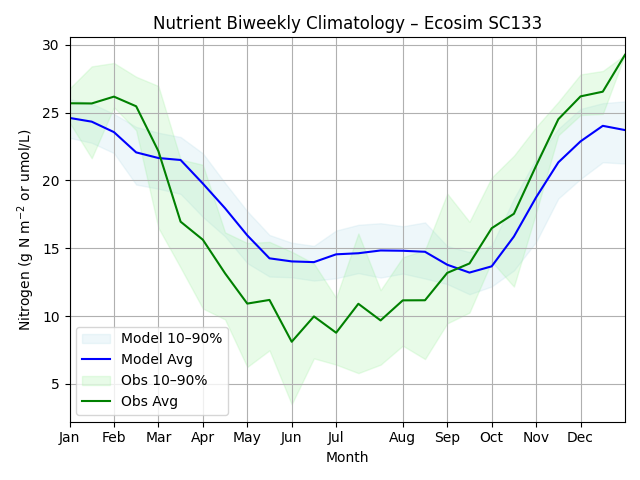 Nutrient Biweekly Climatology – Ecosim SC133
Nitrogen (g N m⁻² or umol/L)
30
25
20
15
10
5
Model 10–90%
Model Avg
Obs 10–90%
Obs Avg
Jan Feb Mar Apr May Jun Jul Aug Sep Oct Nov Dec
Month